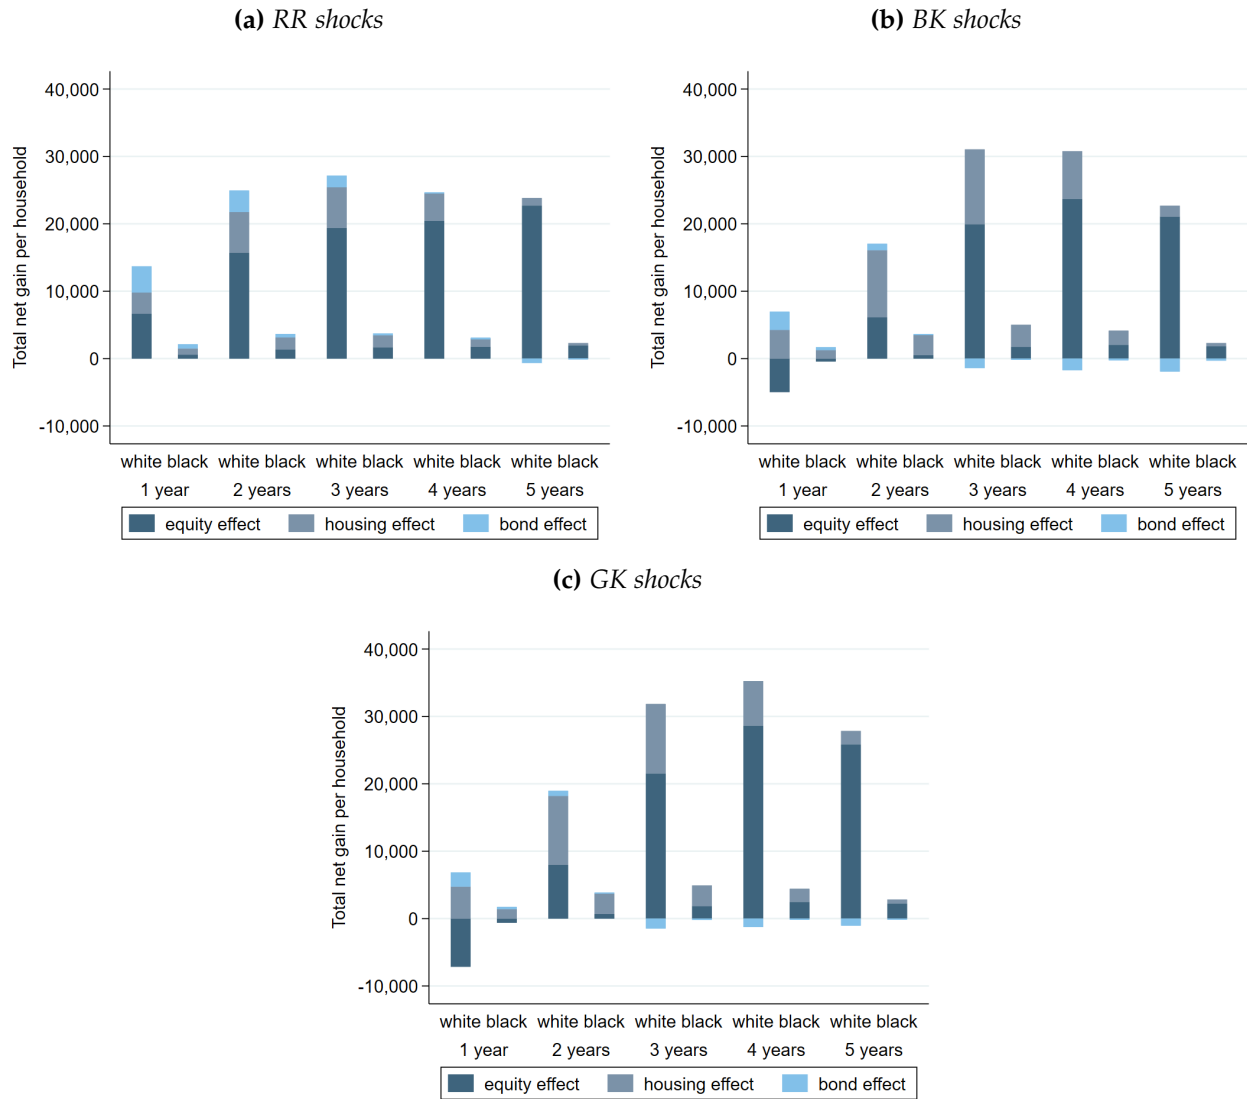 (a) RR shocks
Total net gain per household
40,000
30,000
20,000
10,000
0
-10,000
white black white black white black white black white black
1 year 2 years 3 years 4 years 5 years
equity effect housing effect bond effect
(b) BK shocks
Total net gain per household
40,000
30,000
20,000
10,000
0
-10,000
white black white black white black white black white black
1 year 2 years 3 years 4 years 5 years
equity effect housing effect bond effect
(c) GK shocks
Total net gain per household
40,000
30,000
20,000
10,000
0
-10,000
white black white black white black white black white black
1 year 2 years 3 years 4 years 5 years
equity effect housing effect bond effect